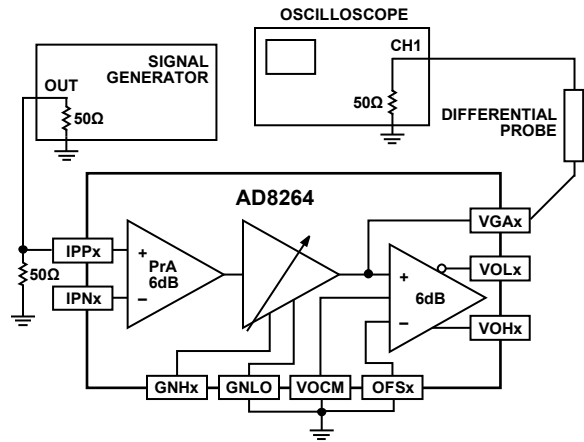 OSCILLOSCOPE
SIGNAL
GENERATOR
OUT
50Ω
CH1
50Ω
DIFFERENTIAL
PROBE
AD8264
IPPx
+
PrA
6dB
–
50Ω
IPNx
VGAx
+
6dB
–
VOLx
VOHx
GNHx
GNLO
VOCM
OFSx